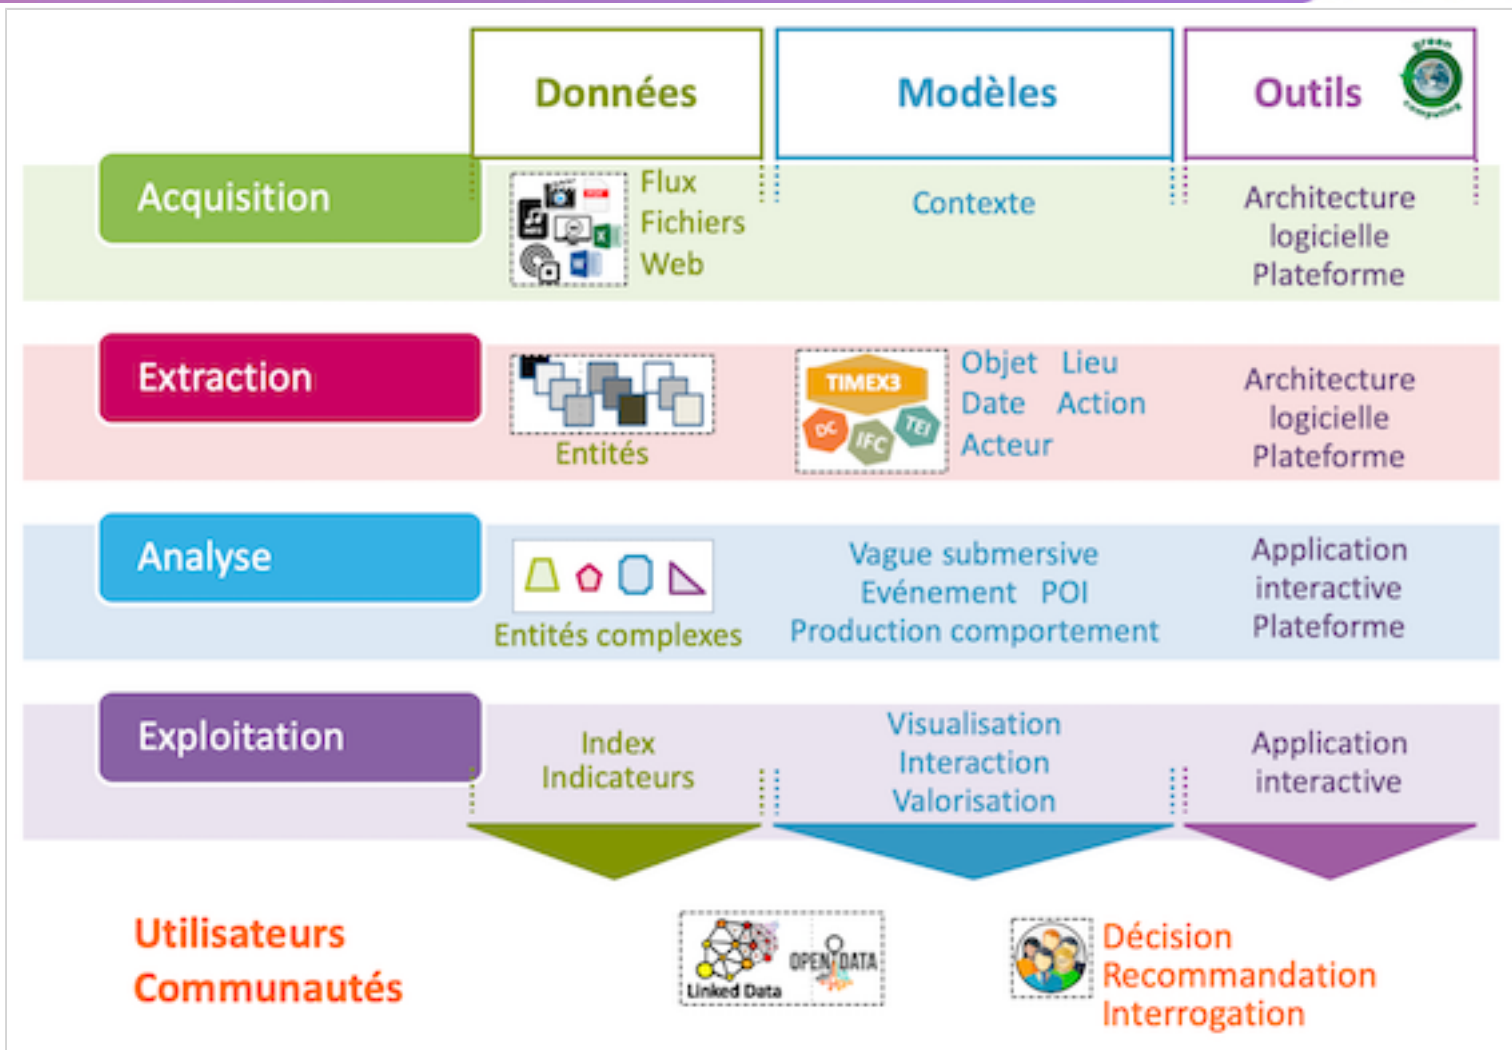 Données
Modèles
Outils
green
computing
Acquisition
Flux
Fichiers
Web
Contexte
Architecture
logicielle
Plateforme
Extraction
Entités
TIMEX3
DC
IFC
TEI
Objet Lieu
Date Action
Acteur
Architecture
logicielle
Plateforme
Analyse
Entités complexes
Vague submersive
Evénement POI
Production comportement
Application
interactive
Plateforme
Exploitation
Index
Indicateurs
Visualisation
Interaction
Valorisation
Application
interactive
Utilisateurs
Communautés
Linked Data
OPEN DATA
Décision
Recommandation
Interrogation